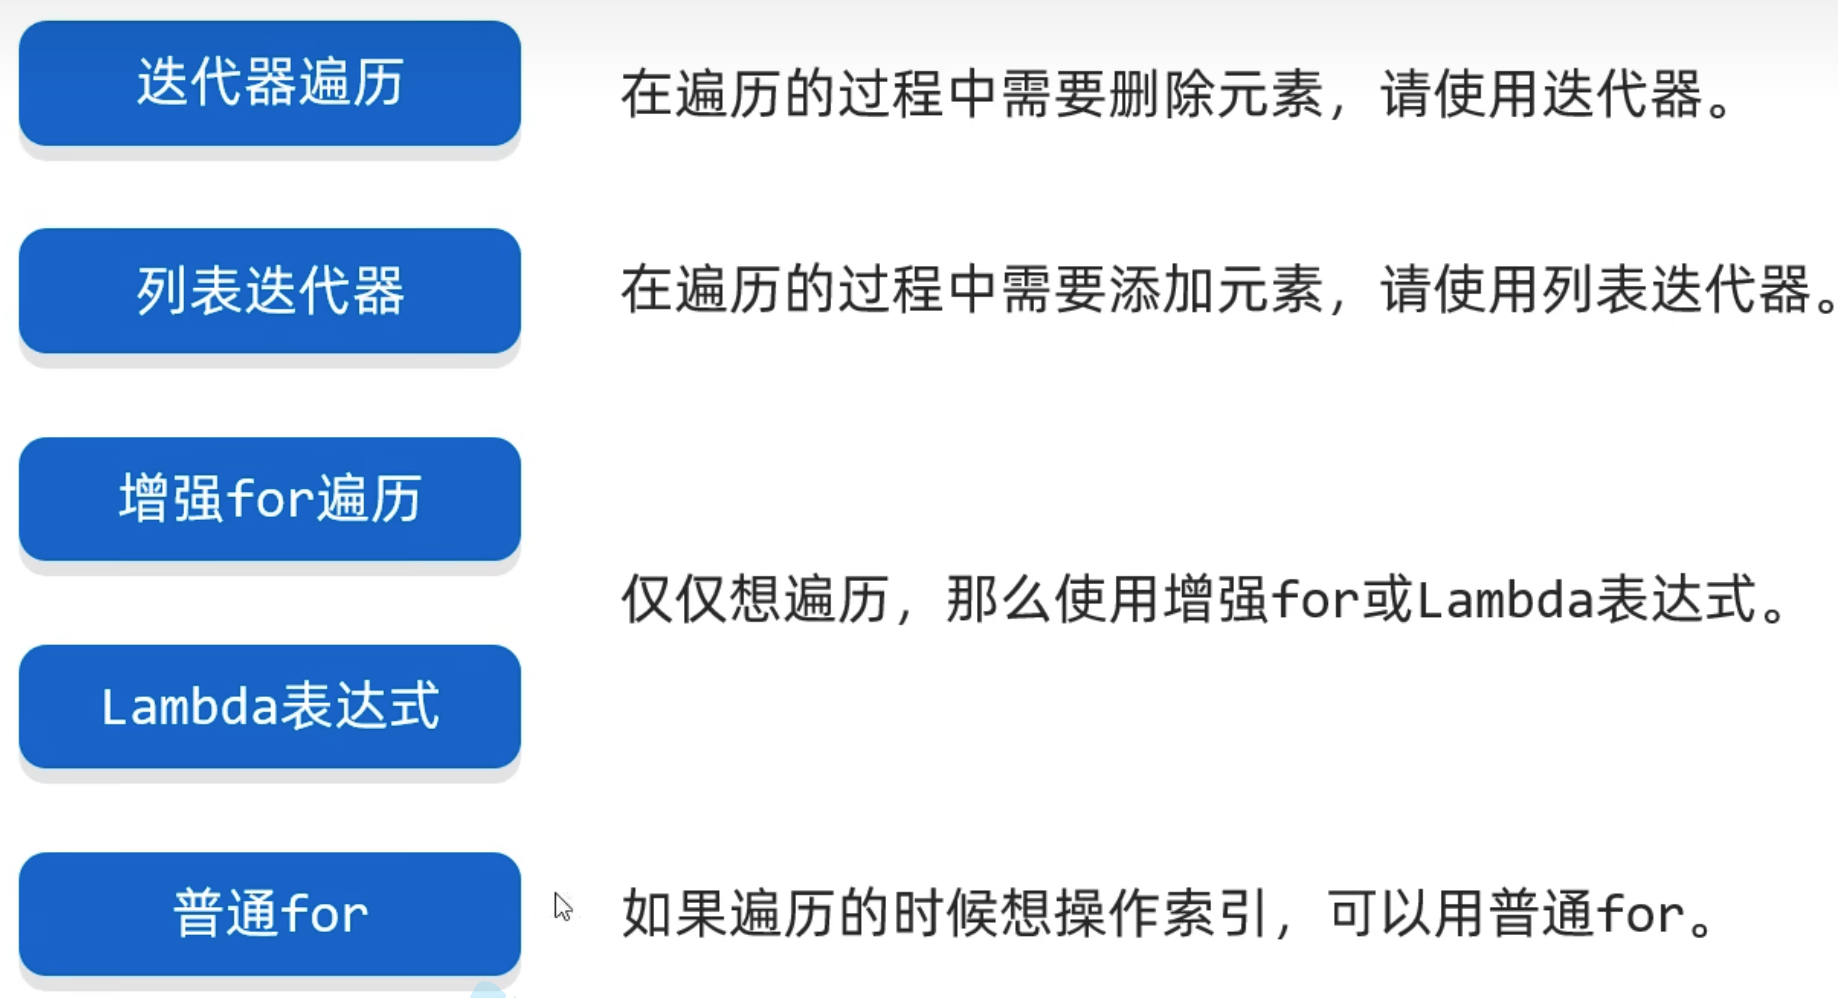 迭代器遍历
在遍历的过程中需要删除元素，请使用迭代器。
列表迭代器
在遍历的过程中需要添加元素，请使用列表迭代器。
增强for遍历
仅仅想遍历，那么使用增强for或Lambda表达式。
Lambda表达式
普通for
如果遍历的时候想操作索引，可以用普通for。